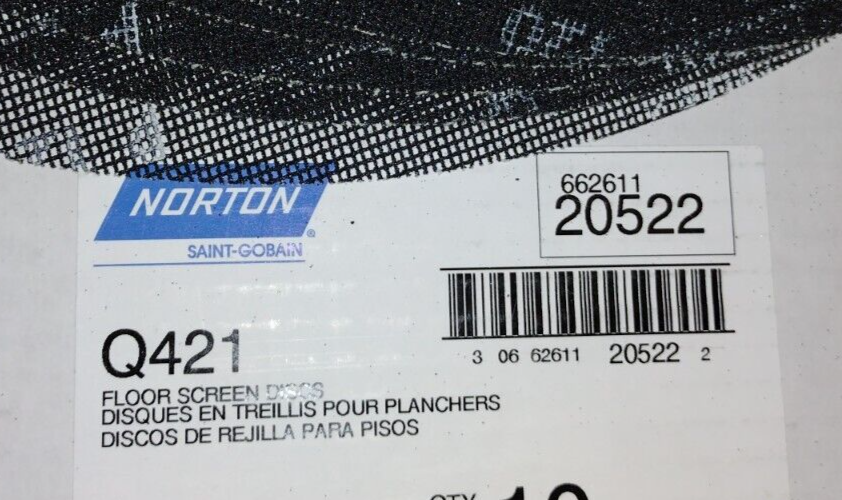 NORTON
SAINT-GOBAIN®
662611
20522
3 06 62611 20522 2
Q421
FLOOR SCREEN DISCS
DISQUES EN TREILLIS POUR PLANCHERS
DISCOS DE REJILLA PARA PISOS
QTY